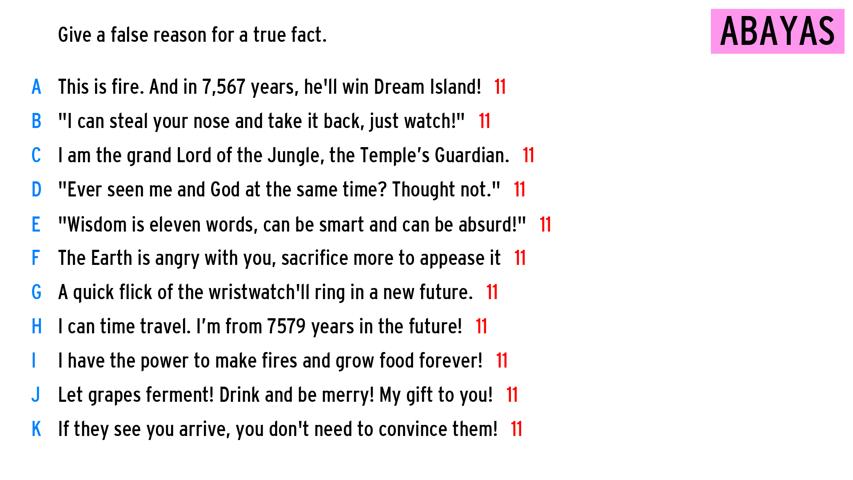 Give a false reason for a true fact.
ABAYAS
A This is fire. And in 7,567 years, he'll win Dream Island! 11
B "I can steal your nose and take it back, just watch!" 11
C I am the grand Lord of the Jungle, the Temple’s Guardian. 11
D "Ever seen me and God at the same time? Thought not." 11
E "Wisdom is eleven words, can be smart and can be absurd!" 11
F The Earth is angry with you, sacrifice more to appease it 11
G A quick flick of the wristwatch'll ring in a new future. 11
H I can time travel. I’m from 7579 years in the future! 11
I I have the power to make fires and grow food forever! 11
J Let grapes ferment! Drink and be merry! My gift to you! 11
K If they see you arrive, you don't need to convince them! 11